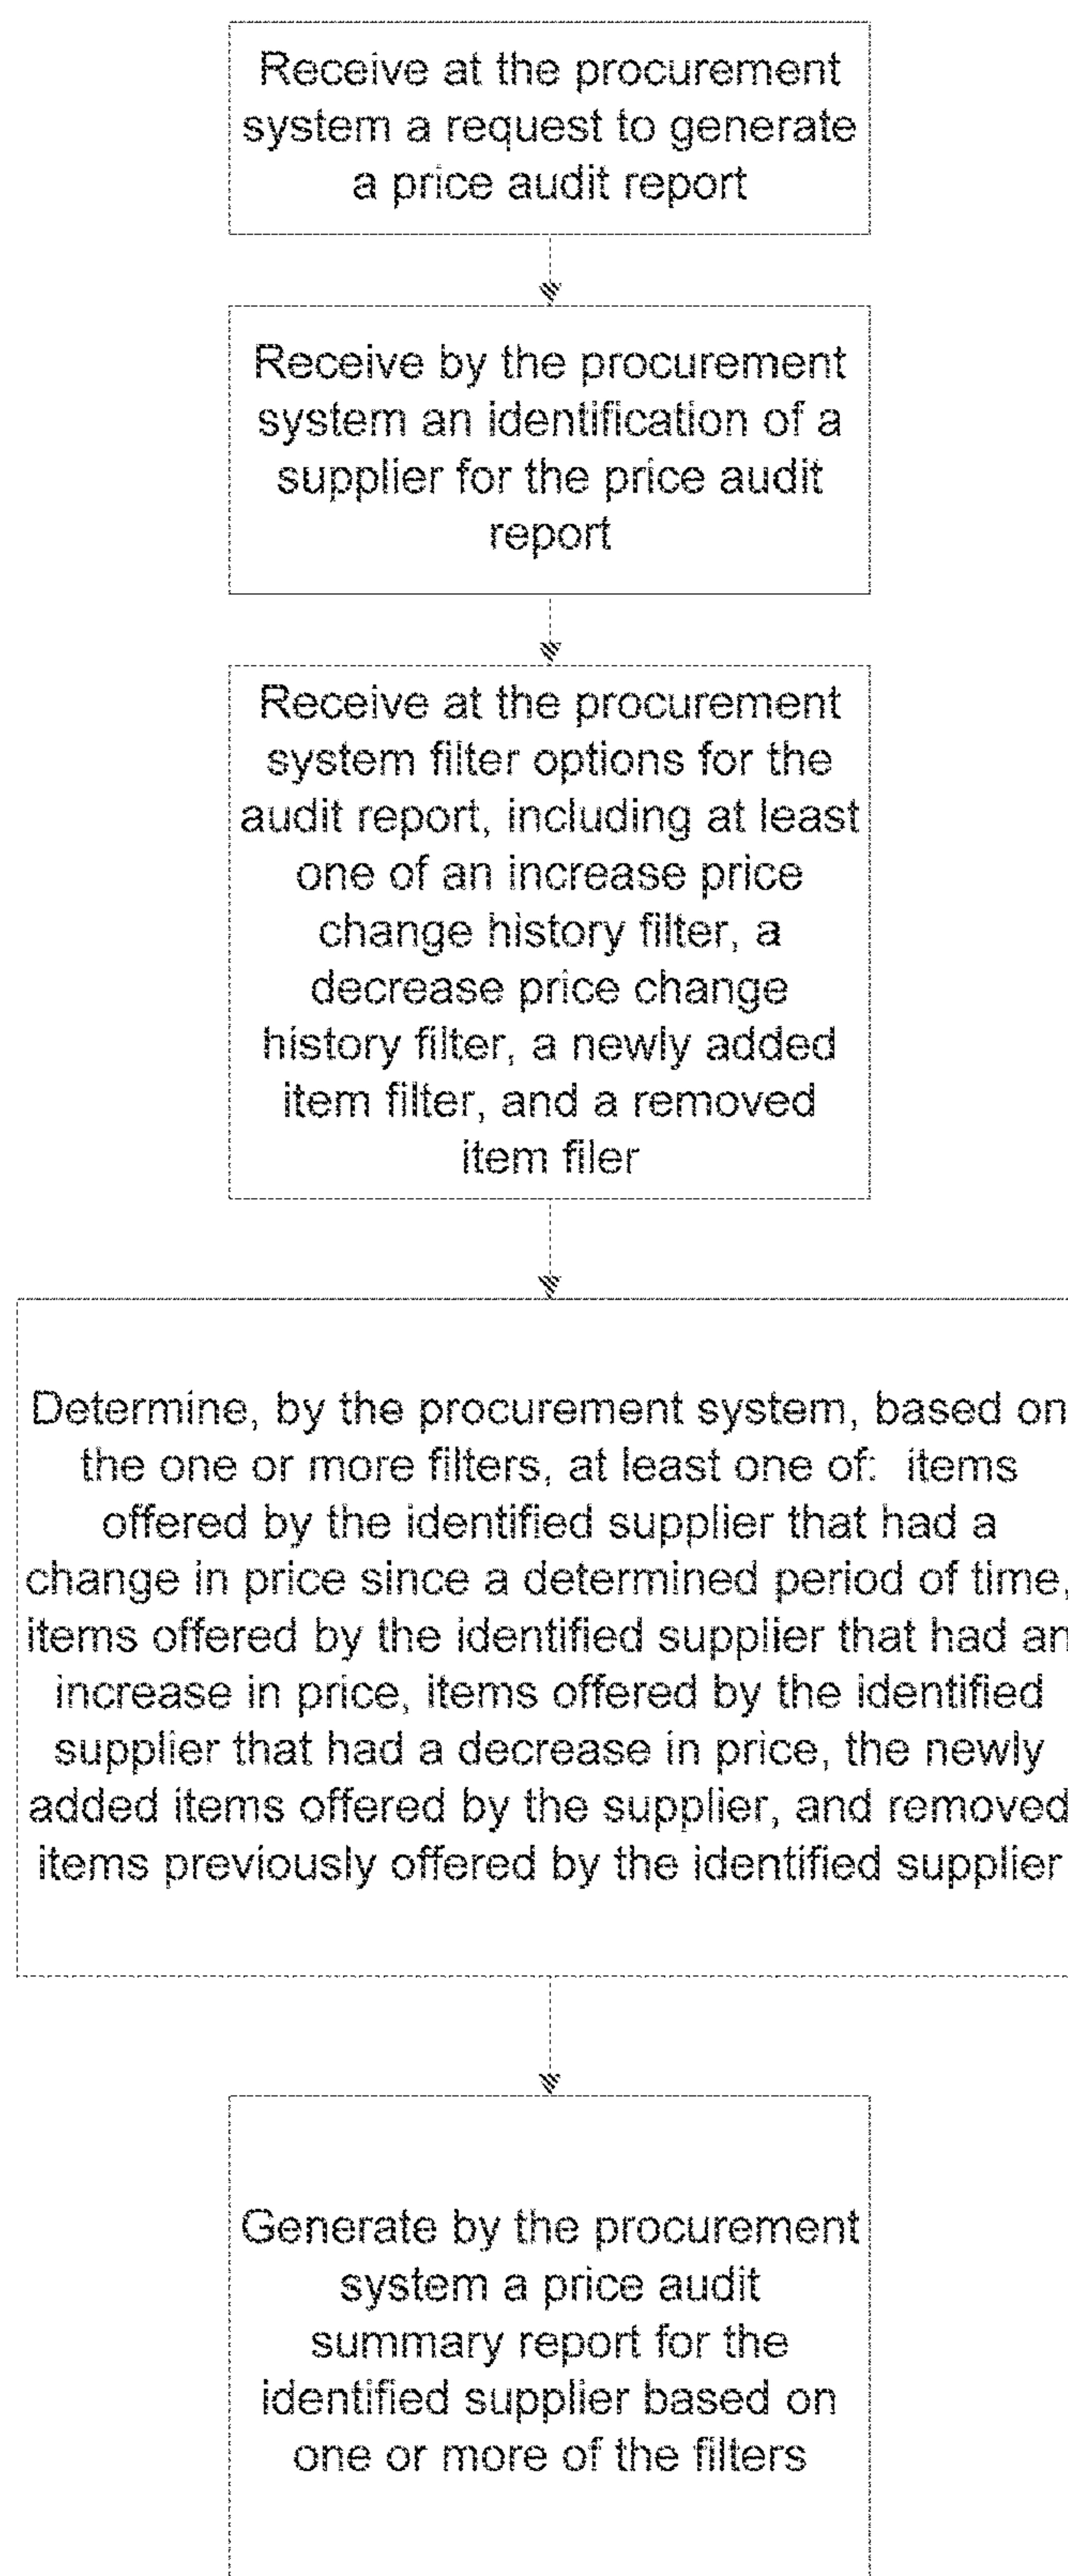 Receive at the procurement
system a request to generate
a price audit report
Receive by the procurement
system an identification of a
supplier for the price audit
report
Receive at the procurement
system filter options for the
audit report, including at least
one of an increase price
change history filter, a
decrease price change
history filter, a newly added
item filter, and a removed
item filer
Determine, by the procurement system, based on
the one or more filters, at least one of: items
offered by the identified supplier that had a
change in price since a determined period of time,
items offered by the identified supplier that had an
increase in price, items offered by the identified
supplier that had a decrease in price, the newly
added items offered by the supplier, and removed
items previously offered by the identified supplier
Generate by the procurement
system a price audit
summary report for the
identified supplier based on
one or more of the filters